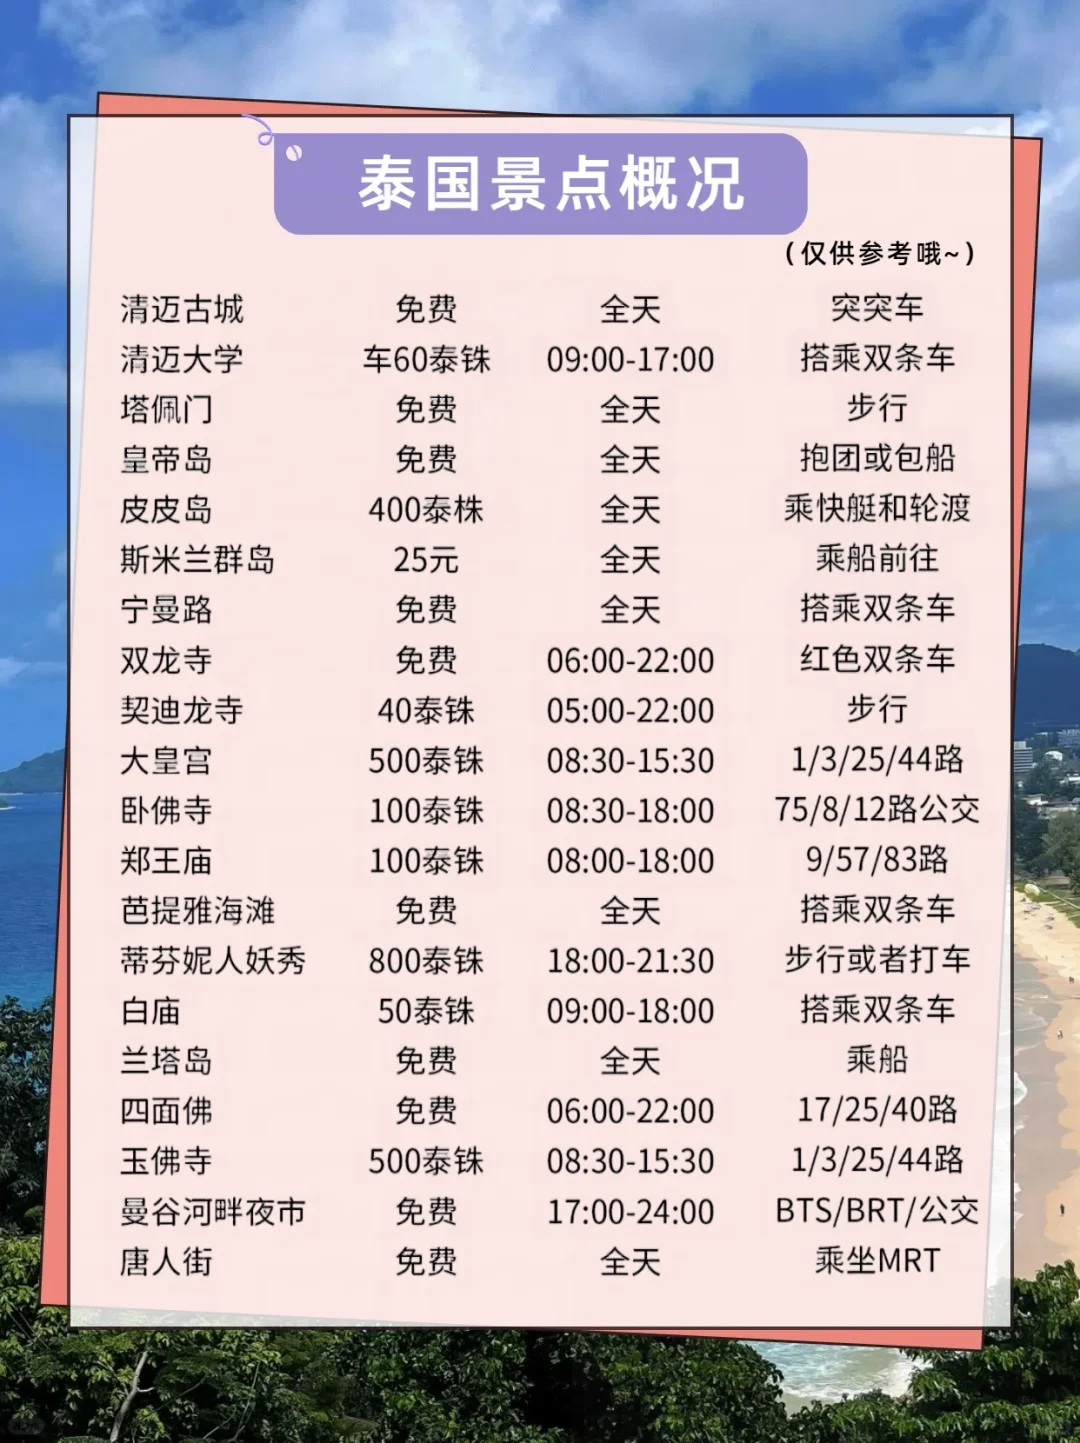 泰国景点概况
（仅供参考哦~）
清迈古城 免费 全天 突突车
清迈大学 车60泰铢 09:00-17:00 搭乘双条车
塔佩门 免费 全天 步行
皇帝岛 免费 全天 抱团或包船
皮皮岛 400泰株 全天 乘快艇和轮渡
斯米兰群岛 25元 全天 乘船前往
宁曼路 免费 全天 搭乘双条车
双龙寺 免费 06:00-22:00 红色双条车
契迪龙寺 40泰铢 05:00-22:00 步行
大皇宫 500泰铢 08:30-15:30 1/3/25/44路
卧佛寺 100泰铢 08:30-18:00 75/8/12路公交
郑王庙 100泰铢 08:00-18:00 9/57/83路
芭提雅海滩 免费 全天 搭乘双条车
蒂芬妮人妖秀 800泰铢 18:00-21:30 步行或者打车
白庙 50泰铢 09:00-18:00 搭乘双条车
兰塔岛 免费 全天 乘船
四面佛 免费 06:00-22:00 17/25/40路
玉佛寺 500泰铢 08:30-15:30 1/3/25/44路
曼谷河畔夜市 免费 17:00-24:00 BTS/BRT/公交
唐人街 免费 全天 乘坐MRT